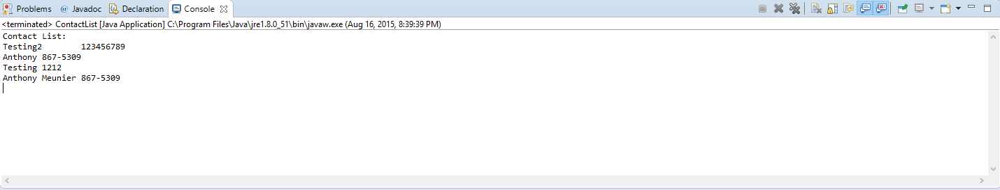 Problems @ Javadoc Declaration Console
<terminated> ContactList [Java Application] C:\Program Files\Java\jre1.8.0_51\bin\javaw.exe (Aug 16, 2015, 8:39:39 PM)
Contact List:
Testing2 123456789
Anthony 867-5309
Testing 1212
Anthony Meunier 867-5309